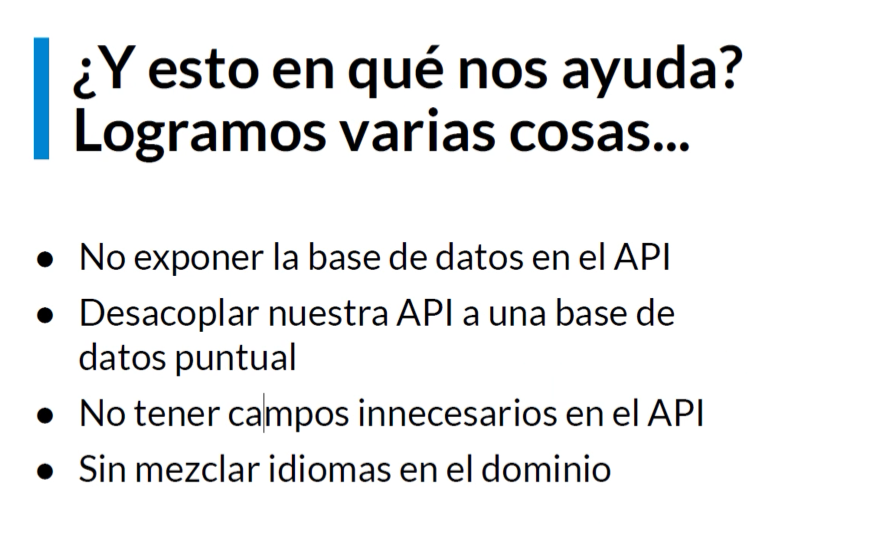 ¿Y esto en qué nos ayuda?
Logramos varias cosas...
● No exponer la base de datos en el API
● Desacoplar nuestra API a una base de
datos puntual
● No tener campos innecesarios en el API
● Sin mezclar idiomas en el dominio